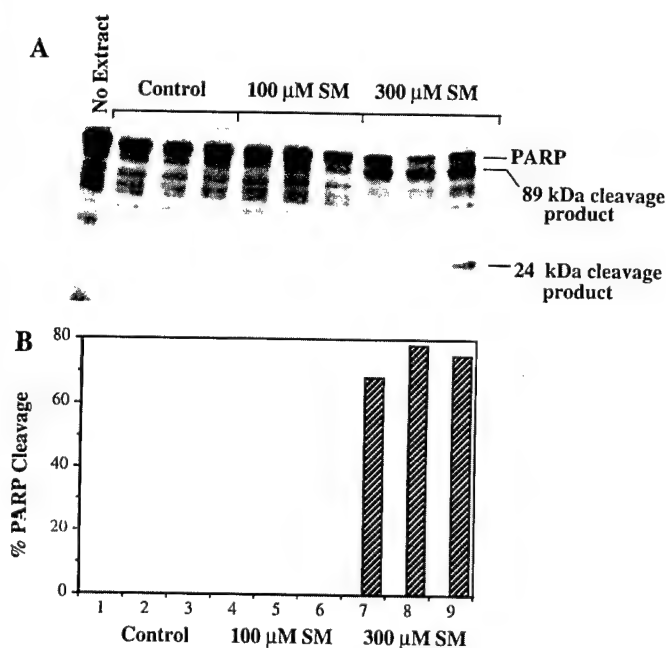 A
No Extract
Control
100 μM SM
300 μM SM
PARP
89 kDa cleavage
product
24 kDa cleavage
product
B
% PARP Cleavage
80
60
40
20
0
1 2 3 4 5 6 7 8 9
Control 100 μM SM 300 μM SM